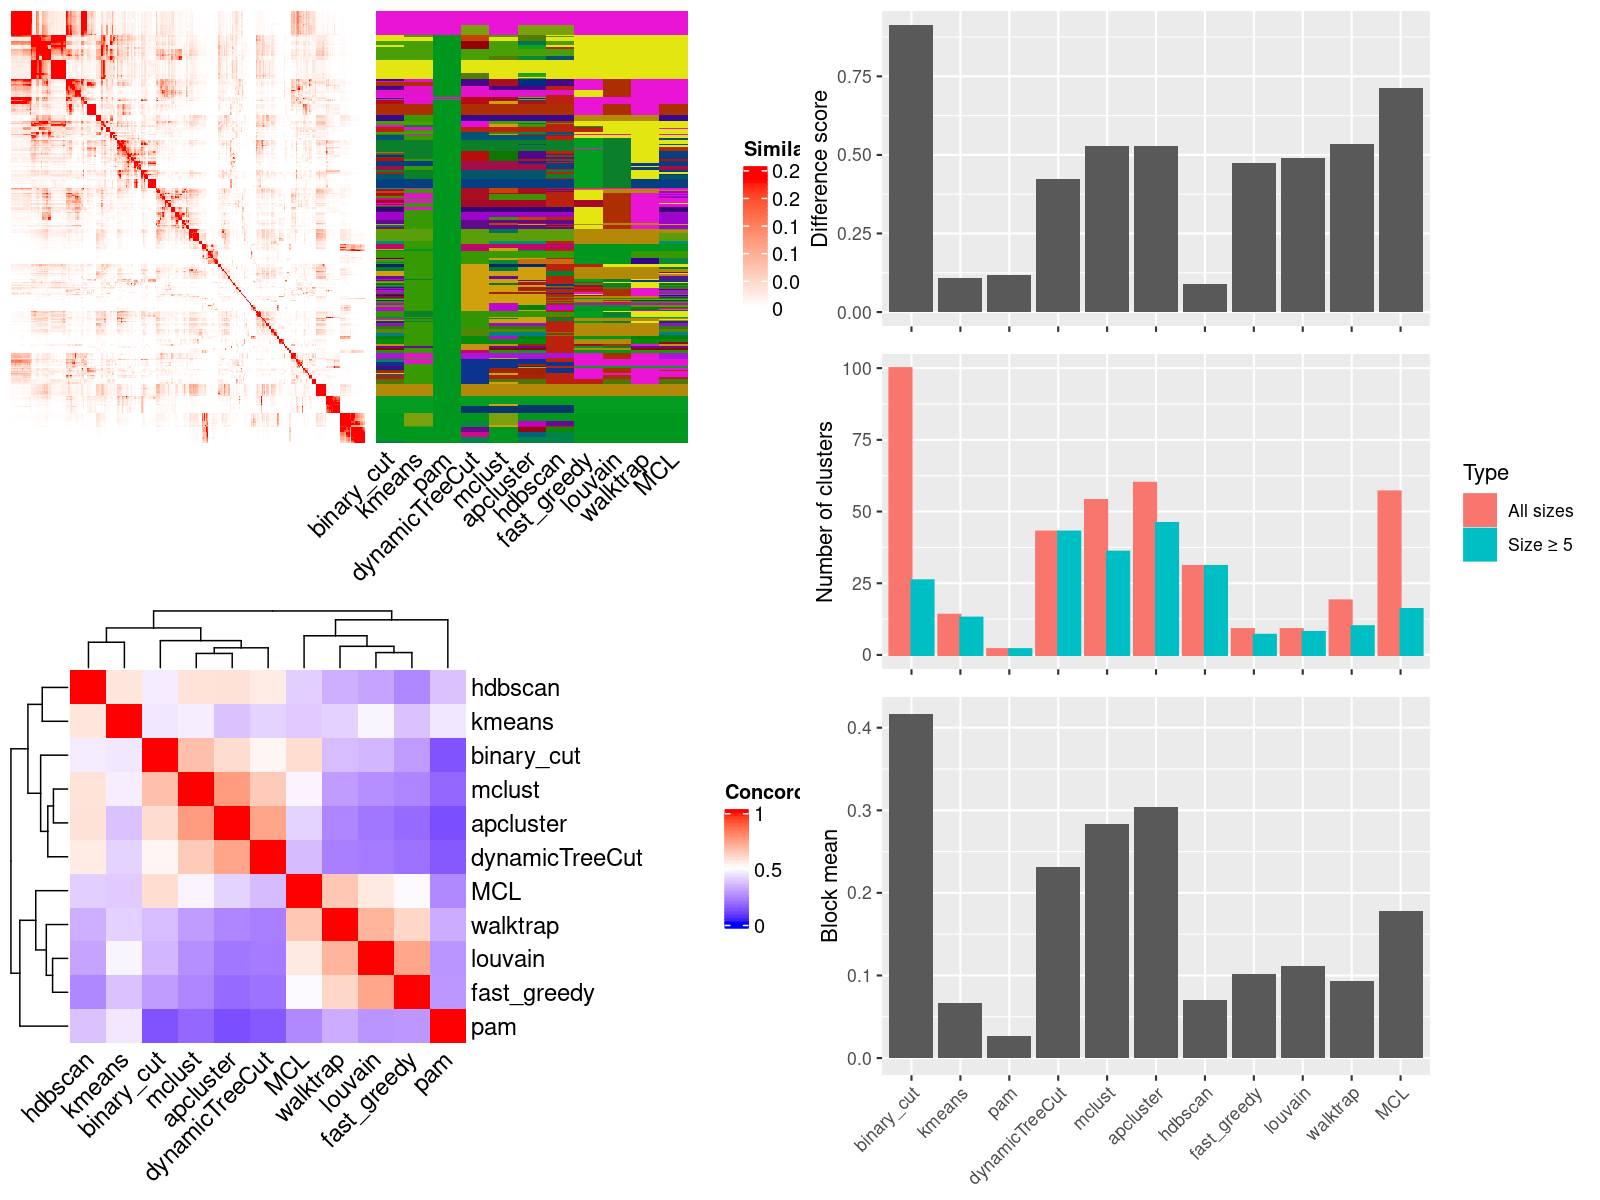 Simila
0.2
0.2
0.1
0.1
0.0
0
binary_cut
kmeans
pam
dynamicTreeCut
mclust
apcluster
hdbscan
fast_greedy
louvain
walktrap
MCL
hdbscan
kmeans
binary_cut
mclust
apcluster
dynamicTreeCut
MCL
walktrap
louvain
fast_greedy
pam
hdbscan
kmeans
binary_cut
mclust
apcluster
dynamicTreeCut
MCL
walktrap
louvain
fast_greedy
pam
Concord
1
0.5
0
Difference score
0.75
0.50
0.25
0.00
Number of clusters
100
75
50
25
0
Type
All sizes
Size ≥ 5
Block mean
0.4
0.3
0.2
0.1
0.0
binary_cut
kmeans
pam
dynamicTreeCut
mclust
apcluster
hdbscan
fast_greedy
louvain
walktrap
MCL